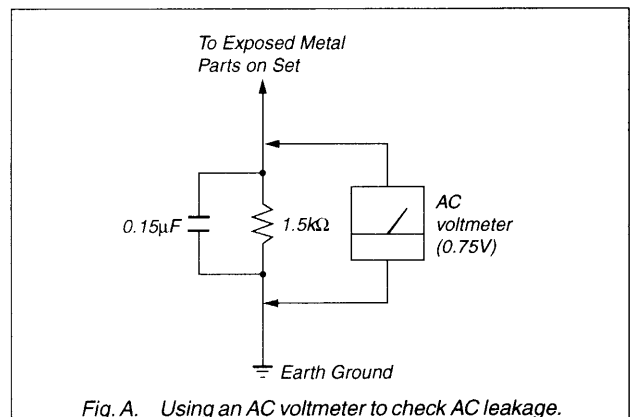 To Exposed Metal
Parts on Set
0.15µF
1.5kΩ
AC
voltmeter
(0.75V)
Earth Ground
Fig. A. Using an AC voltmeter to check AC leakage.